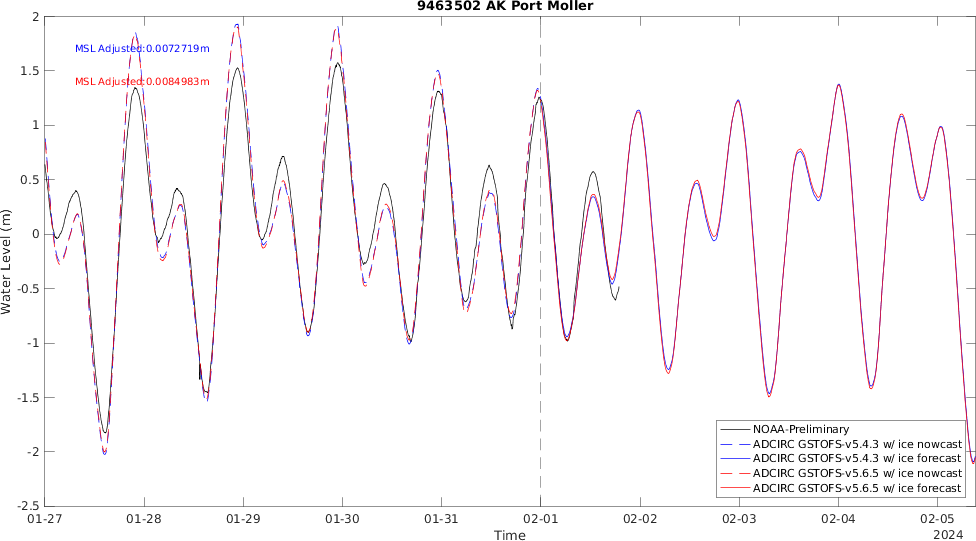 9463502 AK Port Moller
MSL Adjusted:0.0072719m
MSL Adjusted:0.0084983m
2
1.5
1
0.5
0
-0.5
-1
-1.5
-2
-2.5
Water Level (m)
NOAA-Preliminary
ADCIRC GSTOFS-v5.4.3 w/ ice nowcast
ADCIRC GSTOFS-v5.4.3 w/ ice forecast
ADCIRC GSTOFS-v5.6.5 w/ ice nowcast
ADCIRC GSTOFS-v5.6.5 w/ ice forecast
01-27 01-28 01-29 01-30 01-31 02-01 02-02 02-03 02-04 02-05
Time
2024